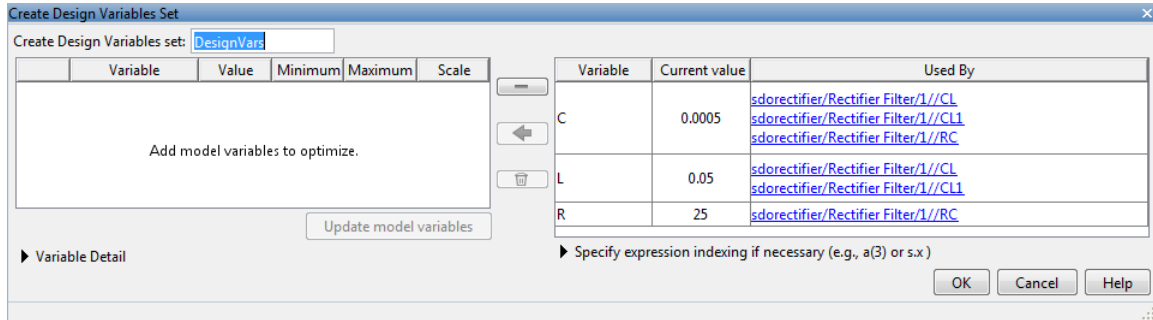 Create Design Variables Set
Create Design Variables set: DesignVars
Variable Value Minimum Maximum Scale
Add model variables to optimize.
Update model variables
Variable Detail
Variable Current value Used By
C 0.0005 sdorectifier/Rectifier Filter/1//CL
sdorectifier/Rectifier Filter/1//CL1
sdorectifier/Rectifier Filter/1//RC
L 0.05 sdorectifier/Rectifier Filter/1//CL
sdorectifier/Rectifier Filter/1//CL1
R 25 sdorectifier/Rectifier Filter/1//RC
Specify expression indexing if necessary (e.g., a(3) or s.x )
OK Cancel Help